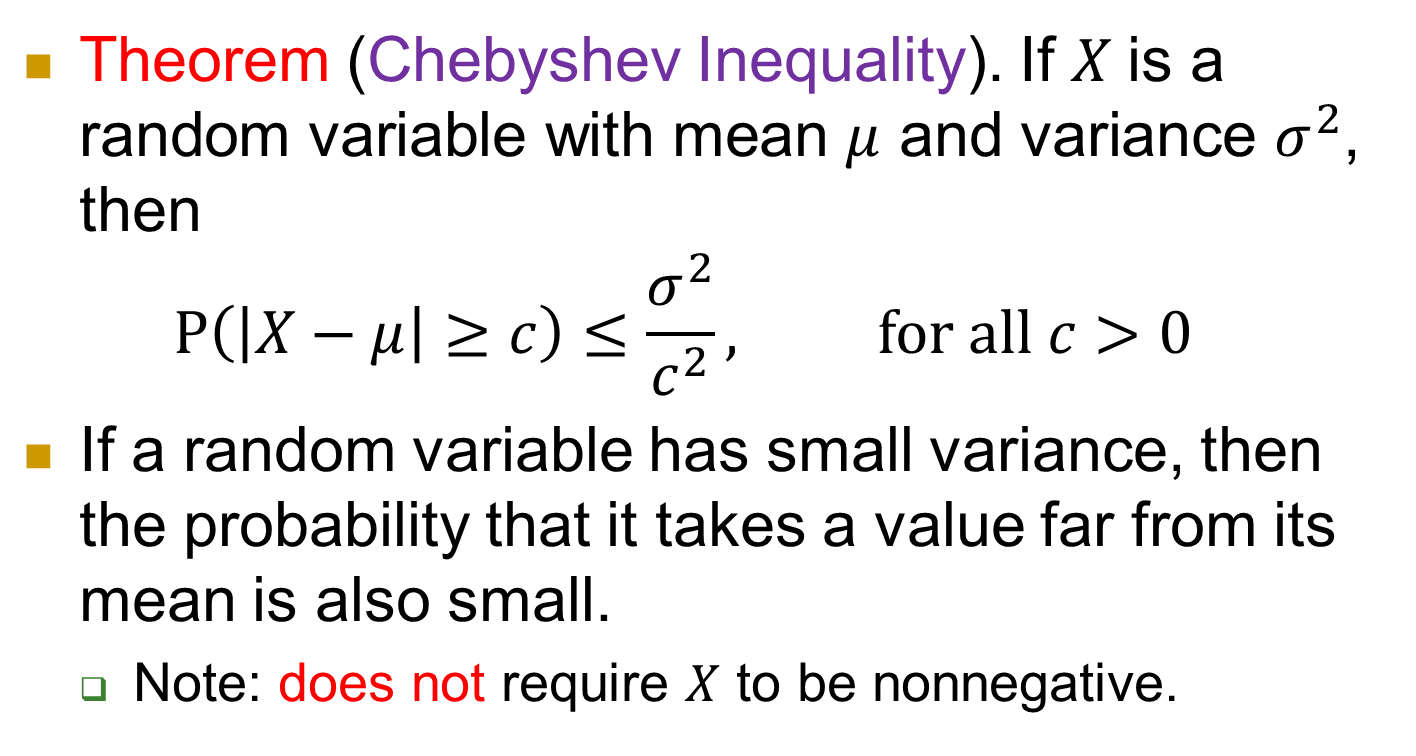 Theorem (Chebyshev Inequality). If X is a
random variable with mean μ and variance σ²,
then
P(|X − μ| ≥ c) ≤ σ²/c², for all c > 0
If a random variable has small variance, then
the probability that it takes a value far from its
mean is also small.
Note: does not require X to be nonnegative.